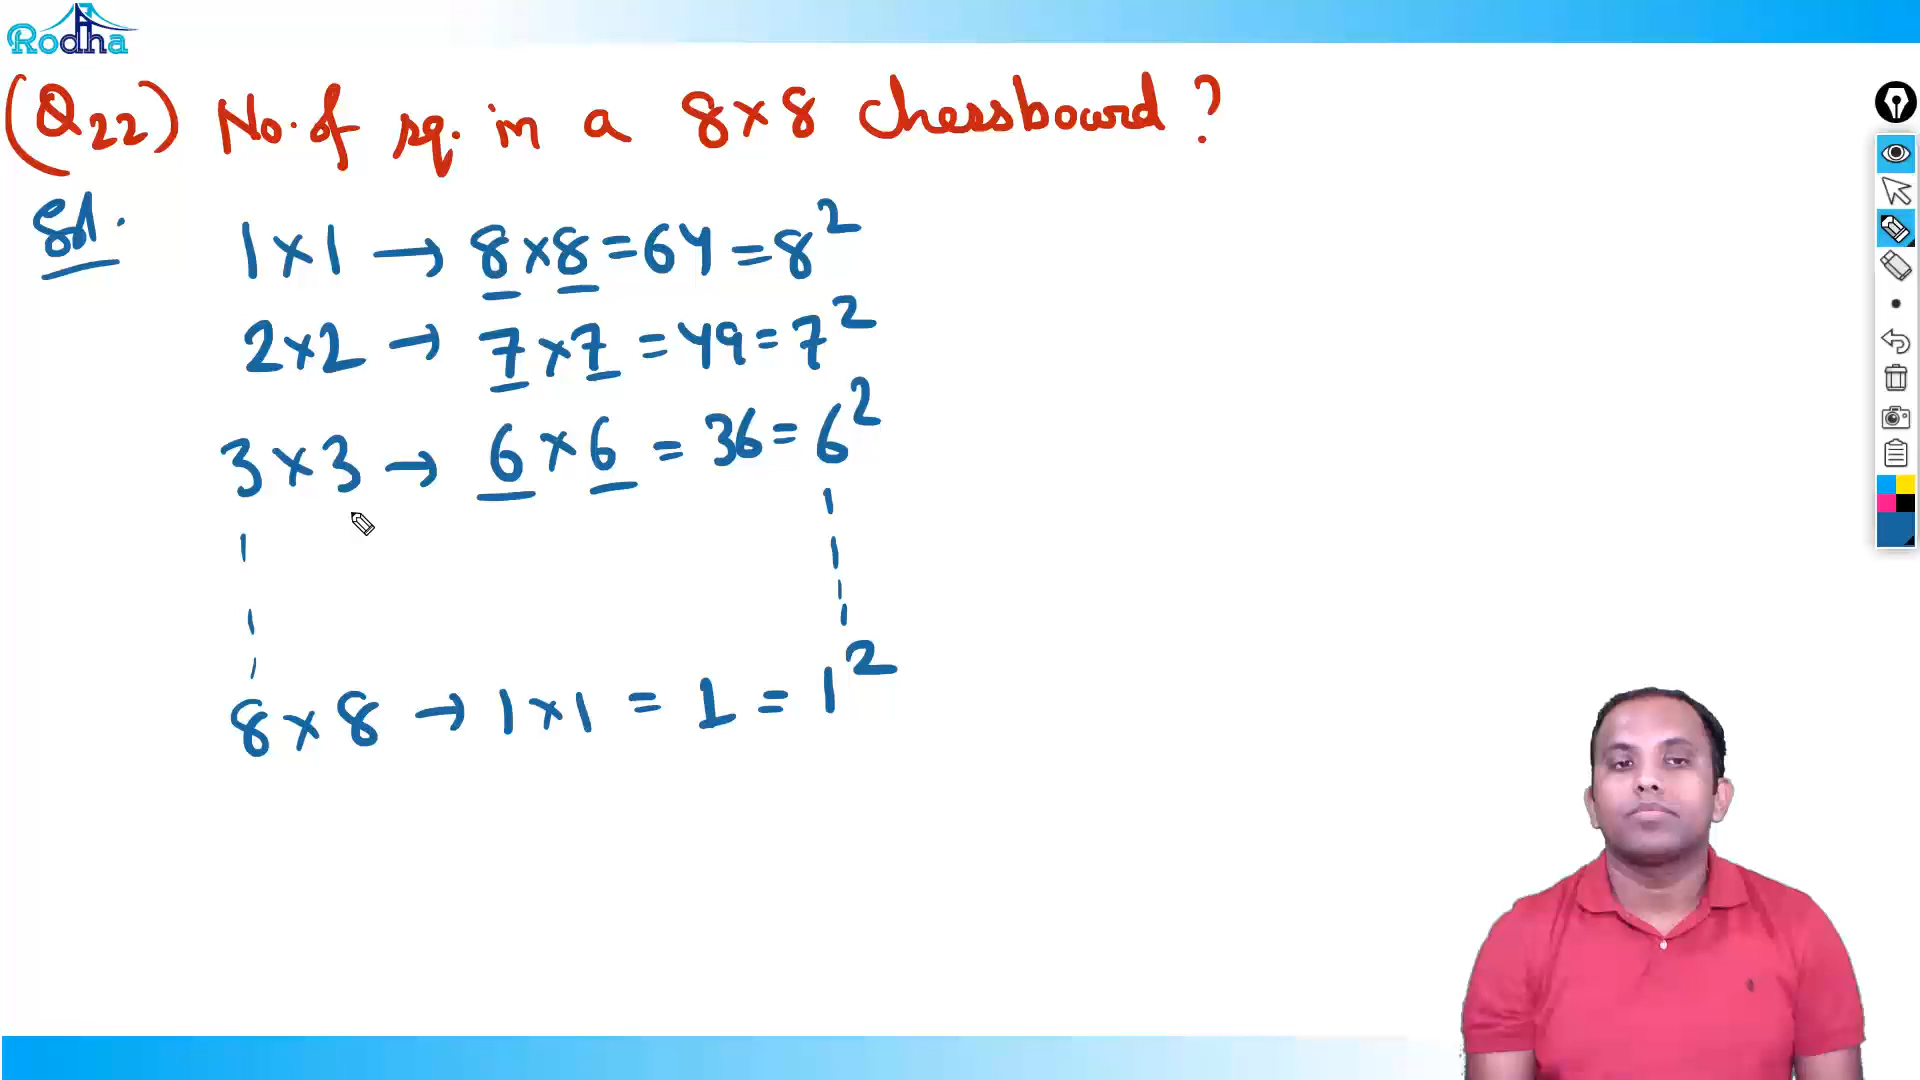 Rodha
(Q22) No. of sq. in a 8×8 chessboard?
Sol.
1×1 → 8×8=64=8²
2×2 → 7×7=49=7²
3×3 → 6×6=36=6²
8×8 → 1×1=1=1²